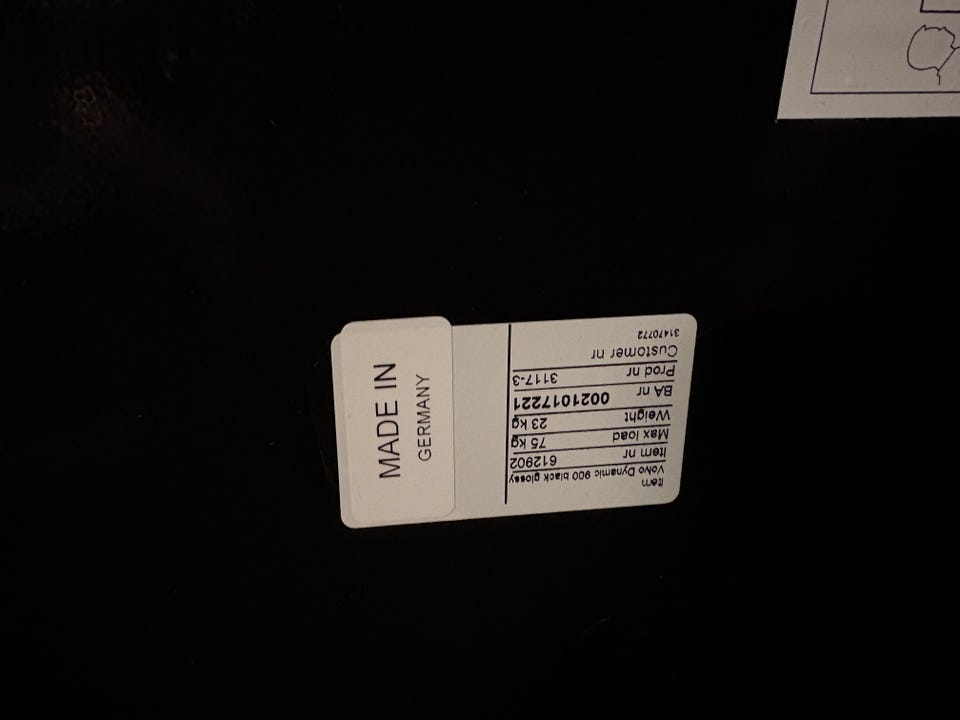 Item
Volvo Dynamic 900 black glossy
Item nr 612902
Max load 75 kg
Weight 23 kg
BA nr 0021017221
Prod nr 3117-3
Customer nr
31470772
MADE IN
GERMANY